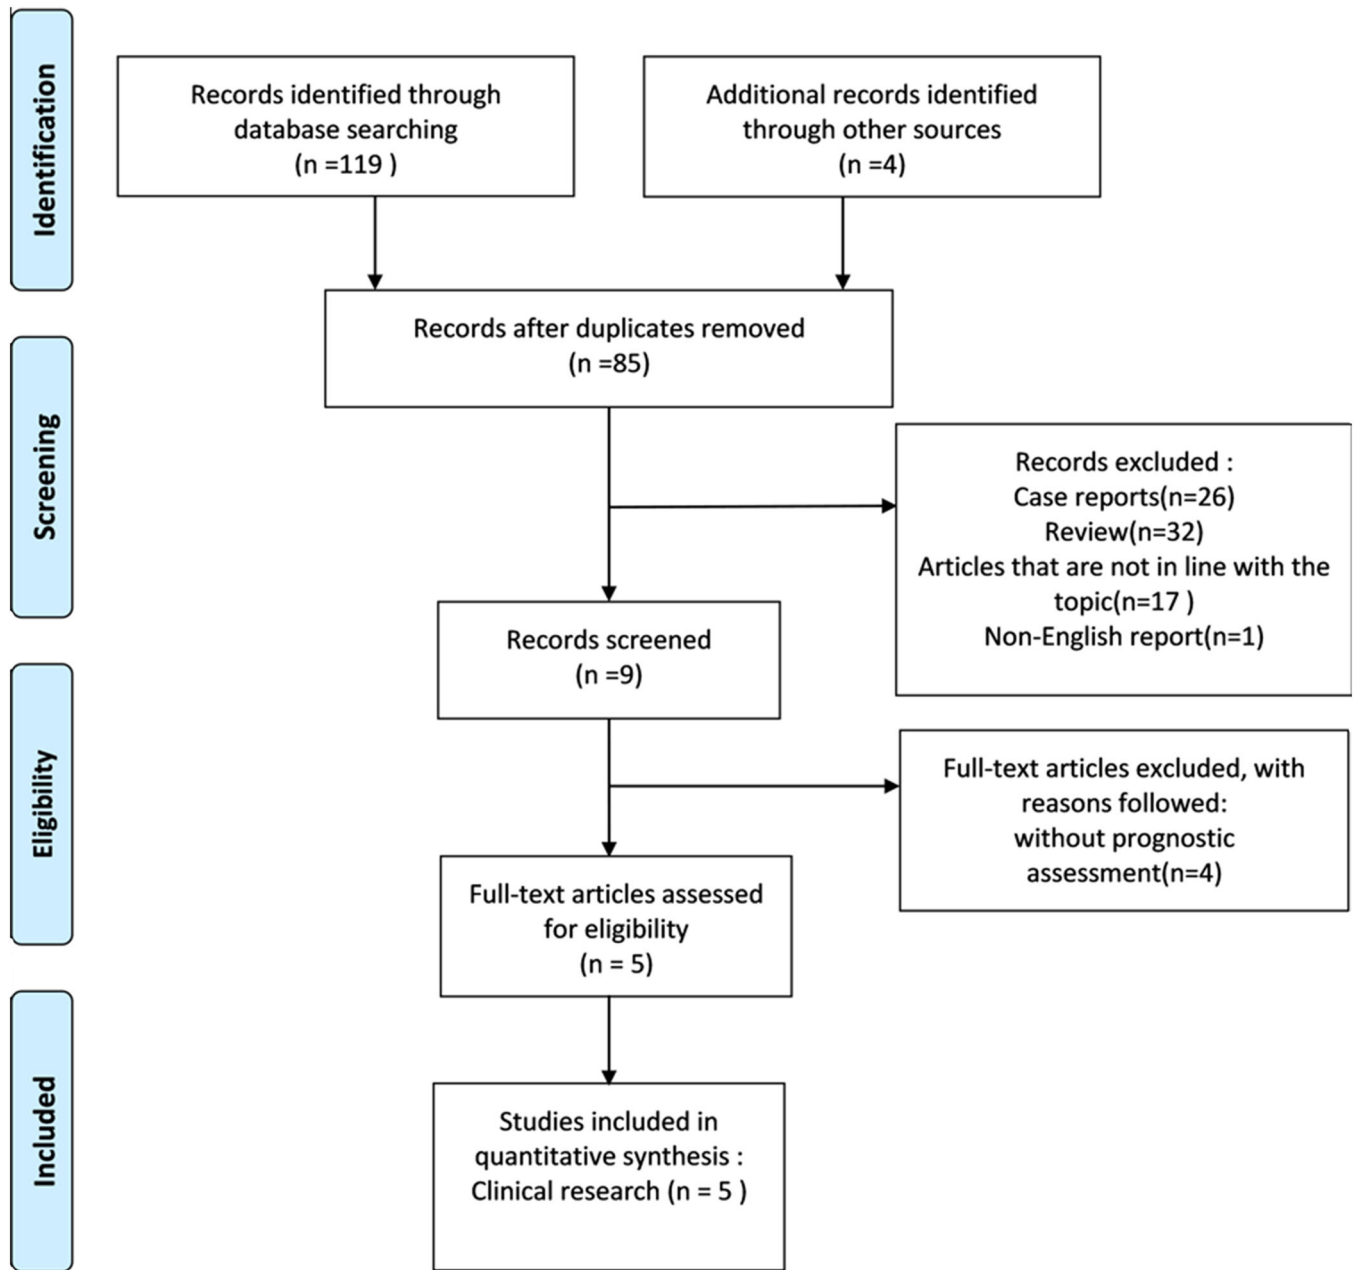 Identification
Records identified through
database searching
(n =119 )
Additional records identified
through other sources
(n =4)
Records after duplicates removed
(n =85)
Screening
Records excluded :
Case reports(n=26)
Review(n=32)
Articles that are not in line with the
topic(n=17 )
Non-English report(n=1)
Records screened
(n =9)
Eligibility
Full-text articles excluded, with
reasons followed:
without prognostic
assessment(n=4)
Full-text articles assessed
for eligibility
(n = 5)
Included
Studies included in
quantitative synthesis :
Clinical research (n = 5 )